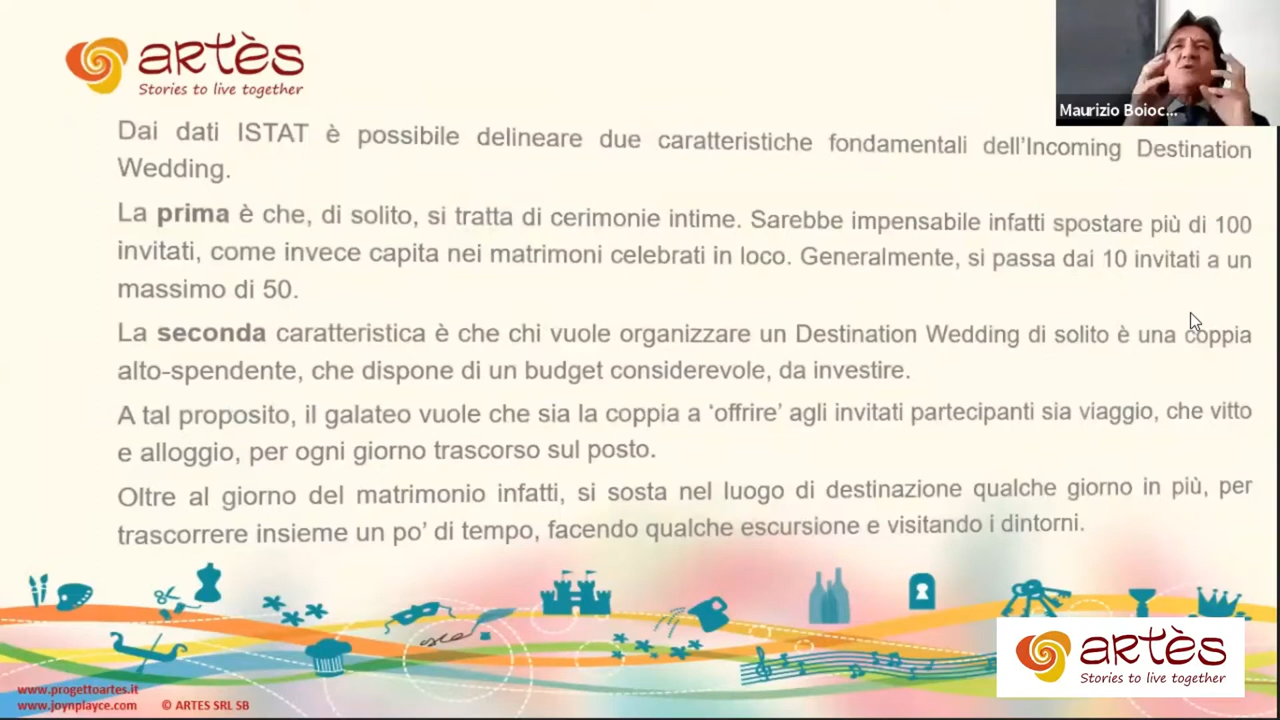 artès
Stories to live together
Maurizio Boioc...
Dai dati ISTAT è possibile delineare due caratteristiche fondamentali dell'Incoming Destination
Wedding.
La prima è che, di solito, si tratta di cerimonie intime. Sarebbe impensabile infatti spostare più di 100
invitati, come invece capita nei matrimoni celebrati in loco. Generalmente, si passa dai 10 invitati a un
massimo di 50.
La seconda caratteristica è che chi vuole organizzare un Destination Wedding di solito è una coppia
alto-spendente, che dispone di un budget considerevole, da investire.
A tal proposito, il galateo vuole che sia la coppia a ‘offrire’ agli invitati partecipanti sia viaggio, che vitto
e alloggio, per ogni giorno trascorso sul posto.
Oltre al giorno del matrimonio infatti, si sosta nel luogo di destinazione qualche giorno in più, per
trascorrere insieme un po’ di tempo, facendo qualche escursione e visitando i dintorni.
artès
Stories to live together
www.progettoartes.it
www.joynplayce.com © ARTES SRL SB